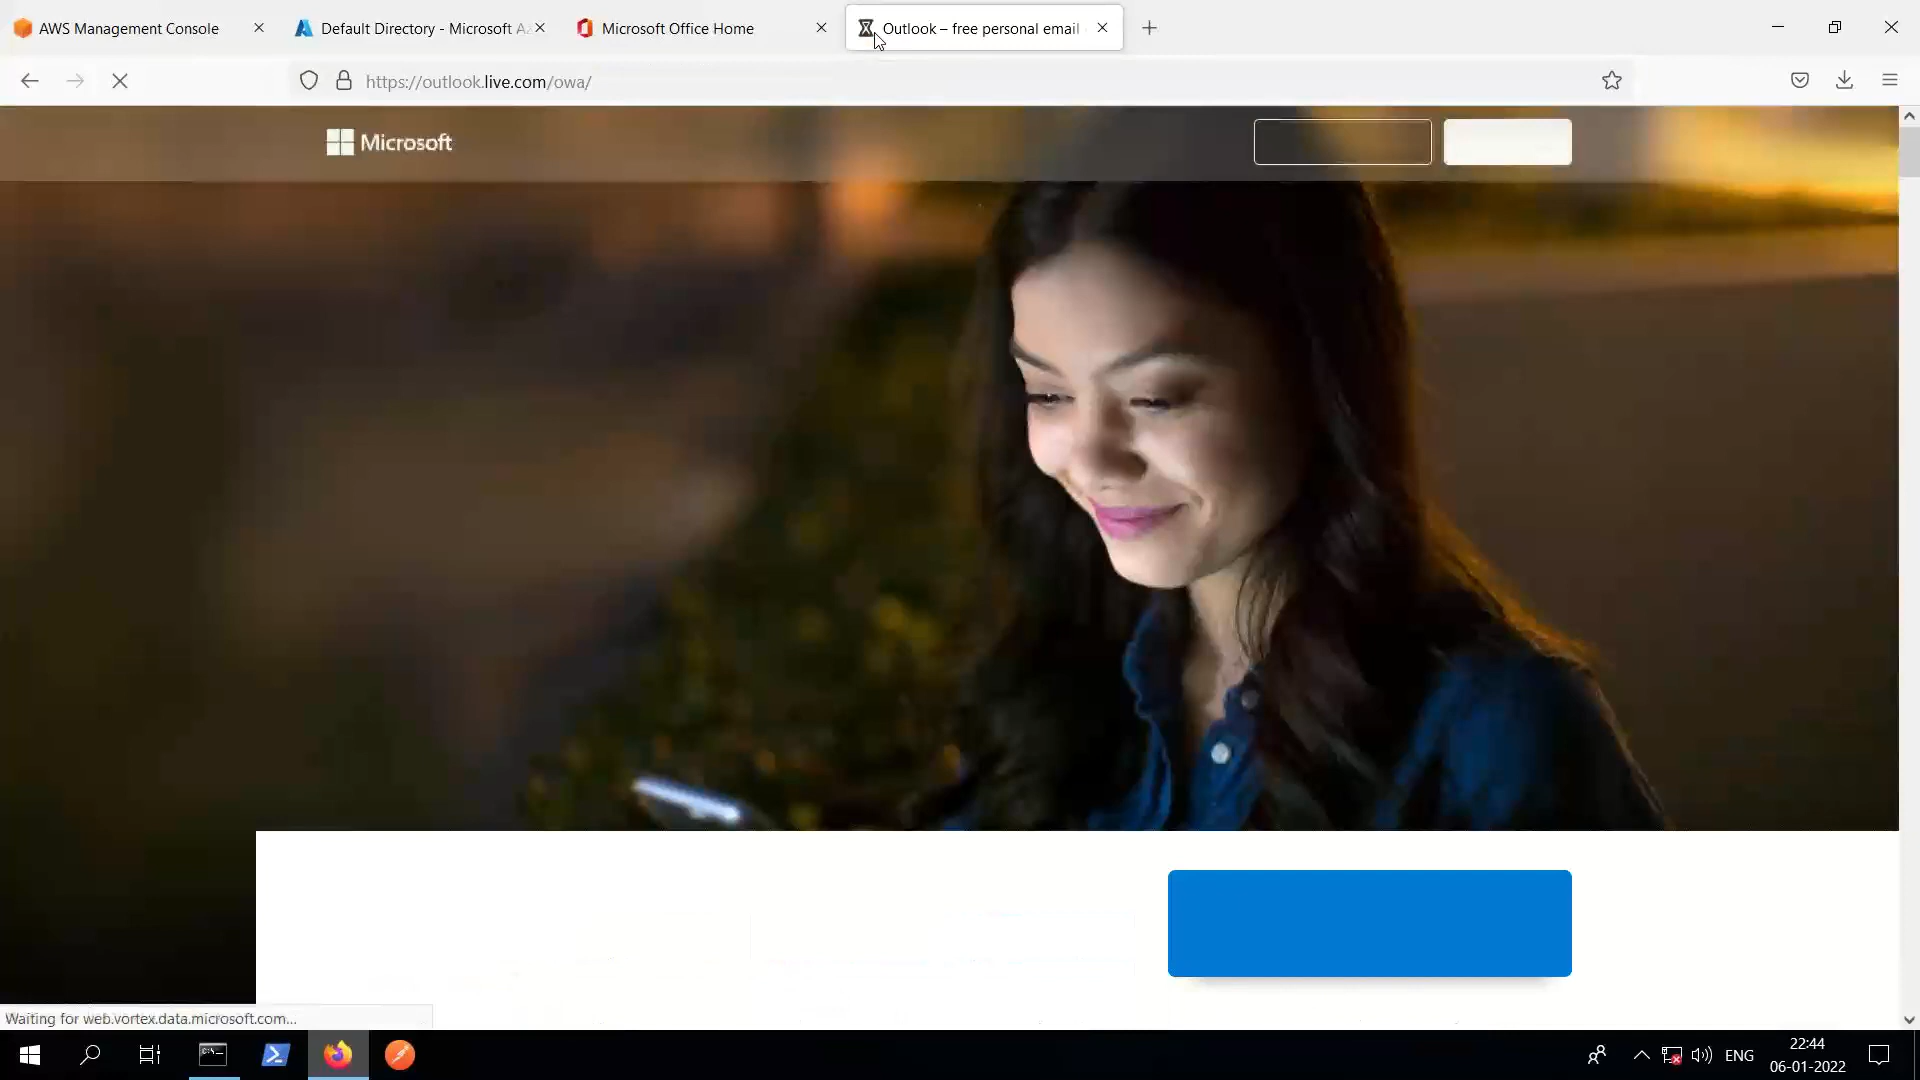 AWS Management Console
Default Directory - Microsoft Az
Microsoft Office Home
Outlook – free personal email
https://outlook.live.com/owa/
Microsoft
Waiting for web.vortex.data.microsoft.com...
ENG
22:44
06-01-2022